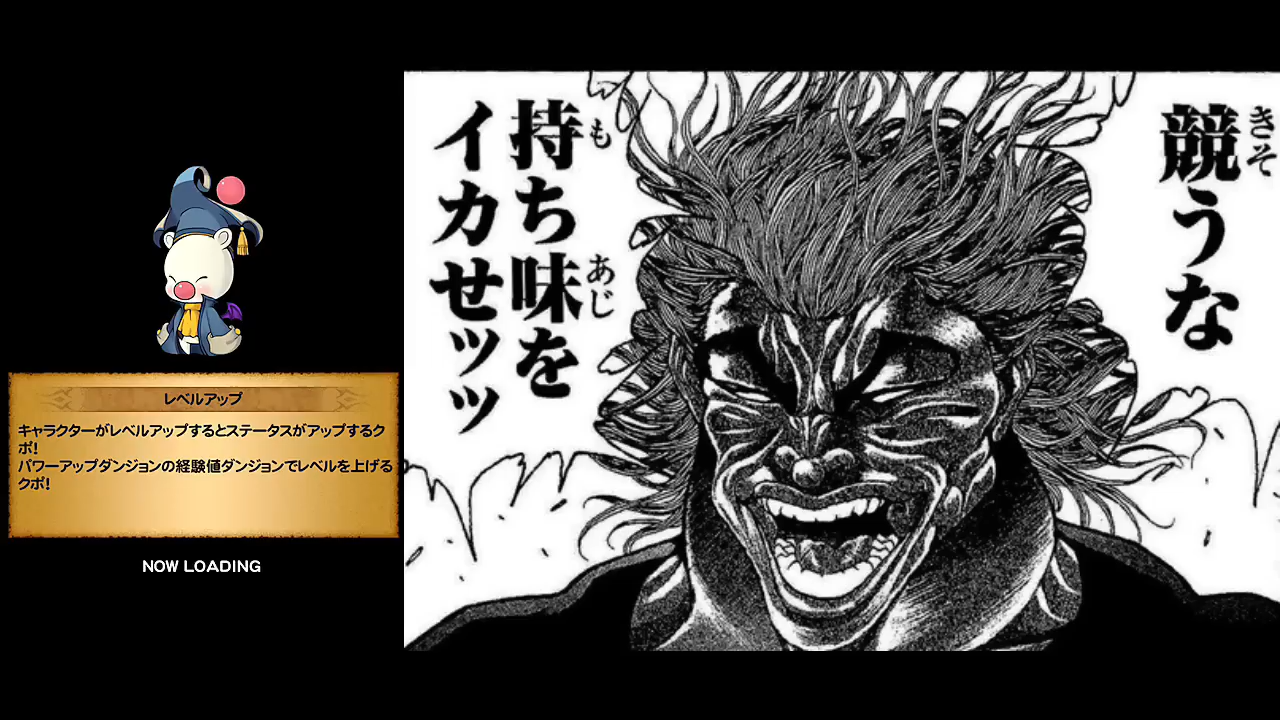 レベルアップ
キャラクターがレベルアップするとステータスがアップするク
ポ!
パワーアップダンジョンの経験値ダンジョンでレベルを上げる
クポ!
NOW LOADING
競うな
きそ
持ち味を
も
あじ
イカせッッ